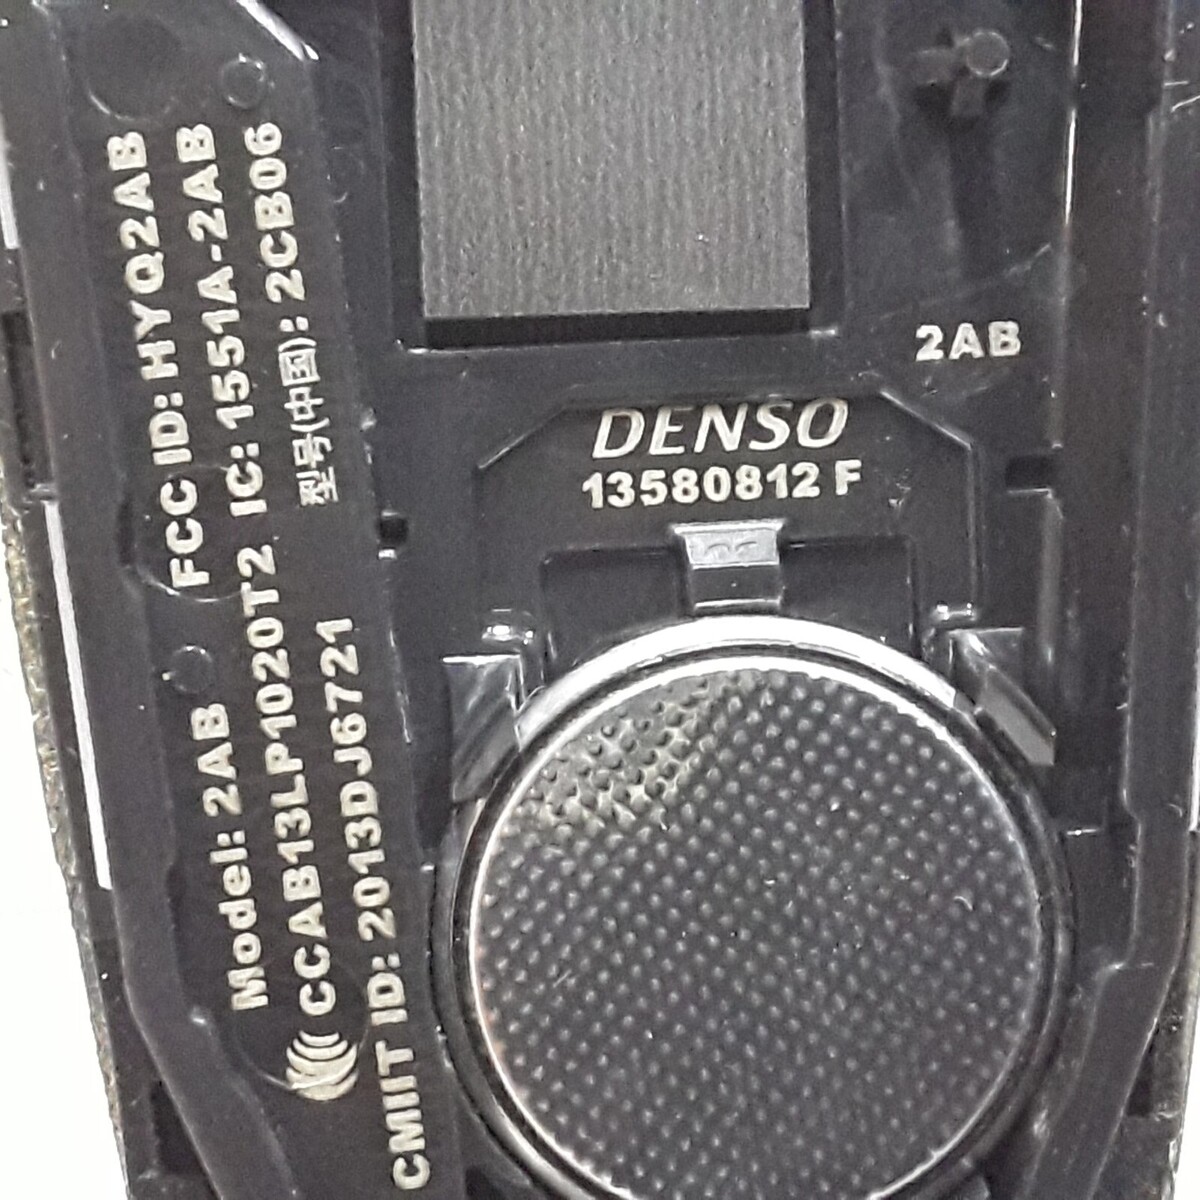 Model: 2AB FCC ID: HYQ2AB
CCAB13LP1020T2 IC: 1551A-2AB
CMIIT ID: 2013DJ6721 型号(中国): 2CB06
2AB
DENSO
13580812 F